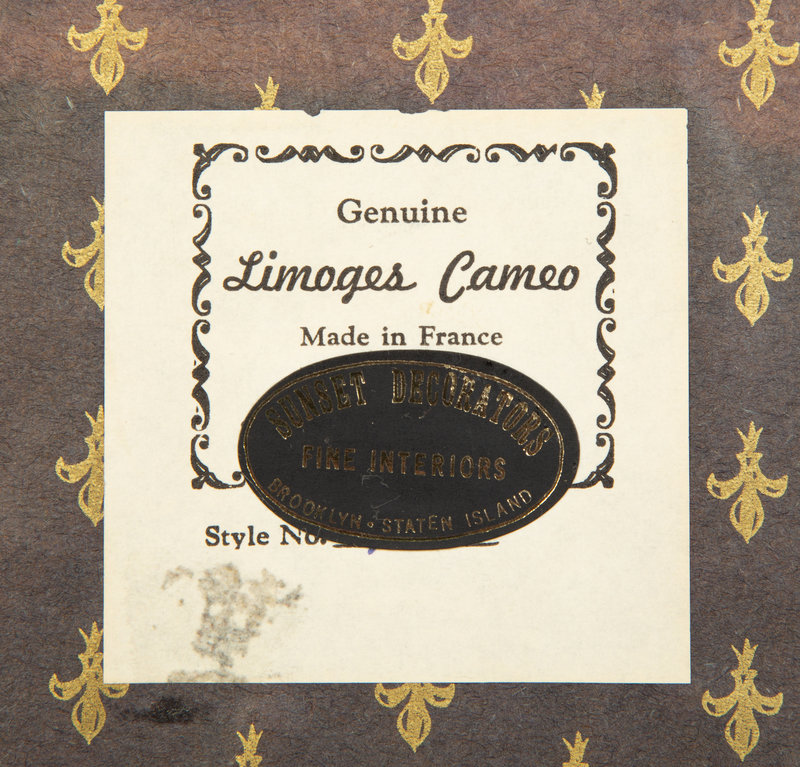 Genuine
Limoges Cameo
Made in France
SUNSET DECORATORS
FINE INTERIORS
BROOKLYN • STATEN ISLAND
Style No.